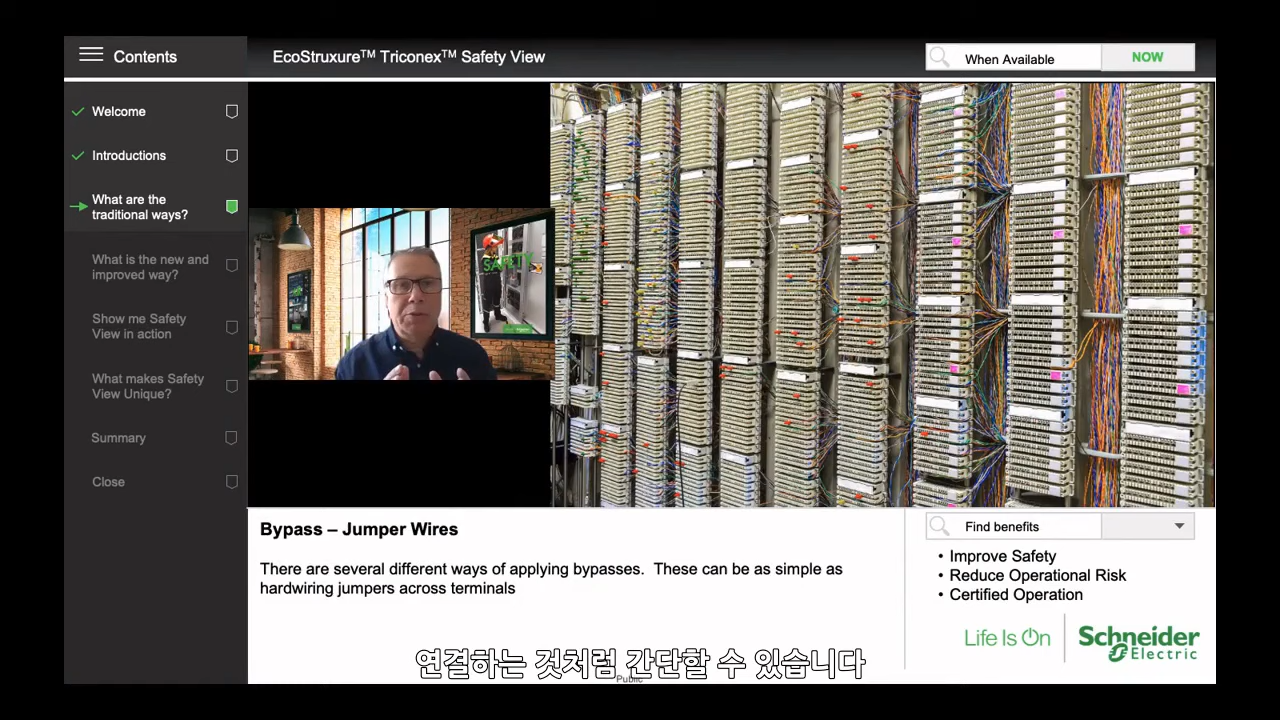 Contents
EcoStruxure™ Triconex™ Safety View
When Available
NOW
Welcome
Introductions
What are the
traditional ways?
What is the new and
improved way?
Show me Safety
View in action
What makes Safety
View Unique?
Summary
Close
SAFETY
Bypass – Jumper Wires
There are several different ways of applying bypasses. These can be as simple as
hardwiring jumpers across terminals
Find benefits
• Improve Safety
• Reduce Operational Risk
• Certified Operation
Life Is On
Schneider
Electric
연결하는 것처럼 간단할 수 있습니다
Public